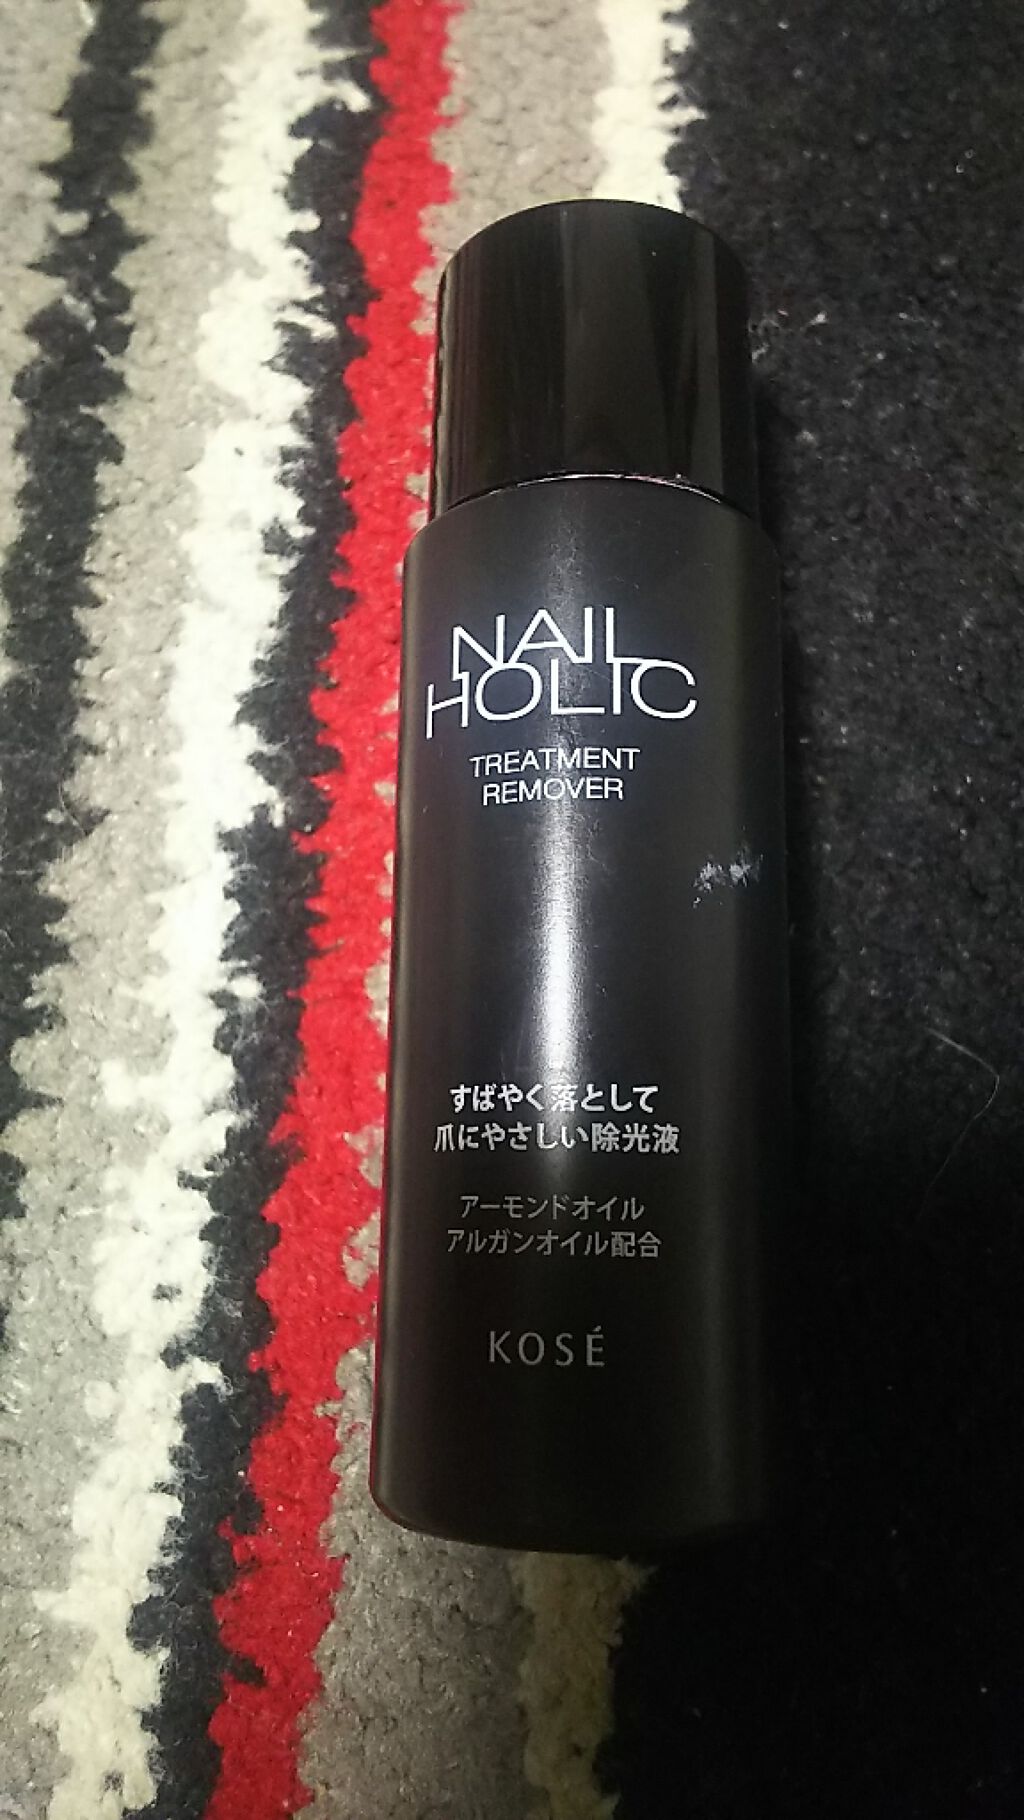 NAIL
HOLIC
TREATMENT
REMOVER
すばやく落として
爪にやさしい除光液
アーモンドオイル
アルガンオイル配合
KOSÉ